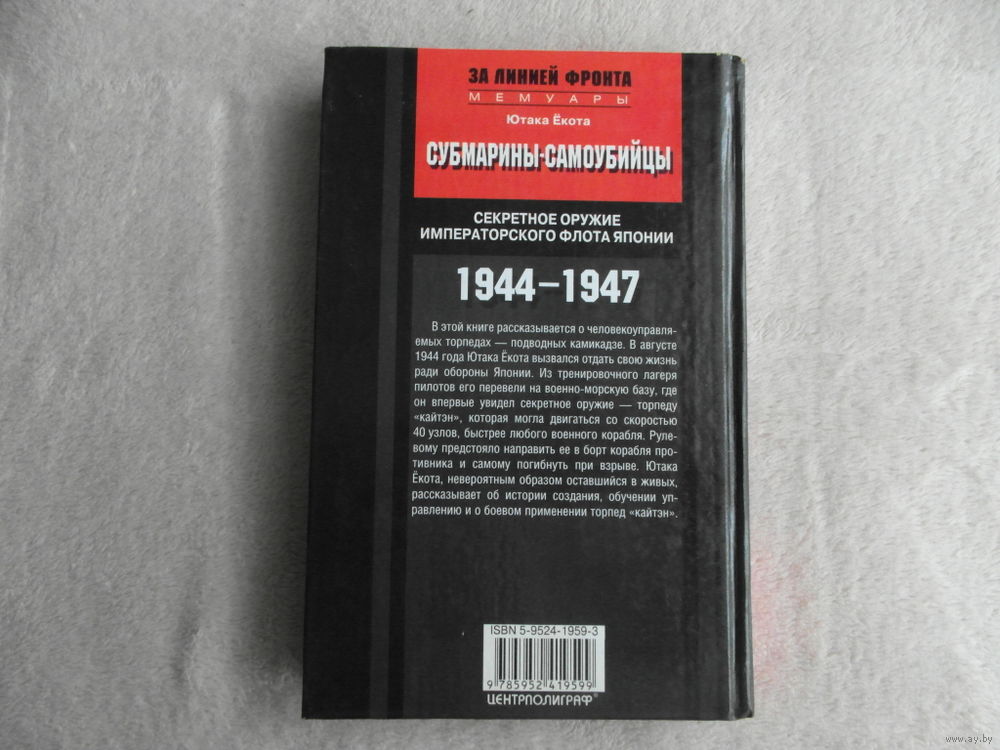 ЗА ЛИНИЕЙ ФРОНТА
МЕМУАРЫ
Ютака Ёкота
СУБМАРИНЫ-САМОУБИЙЦЫ
СЕКРЕТНОЕ ОРУЖИЕ
ИМПЕРАТОРСКОГО ФЛОТА ЯПОНИИ
1944–1947
В этой книге рассказывается о человекоуправля-
емых торпедах — подводных камикадзе. В августе
1944 года Ютака Ёкота вызвался отдать свою жизнь
ради обороны Японии. Из тренировочного лагеря
пилотов его перевели на военно-морскую базу, где
он впервые увидел секретное оружие — торпеду
«кайтэн», которая могла двигаться со скоростью
40 узлов, быстрее любого военного корабля. Руле-
вому предстояло направить ее в борт корабля про-
тивника и самому погибнуть при взрыве. Ютака
Ёкота, невероятным образом оставшийся в живых,
рассказывает об истории создания, обучении уп-
равлению и о боевом применении торпед «кайтэн».
ISBN 5-9524-1959-3
9 785952 419599
ЦЕНТРПОЛИГРАФ®
www.ay.by